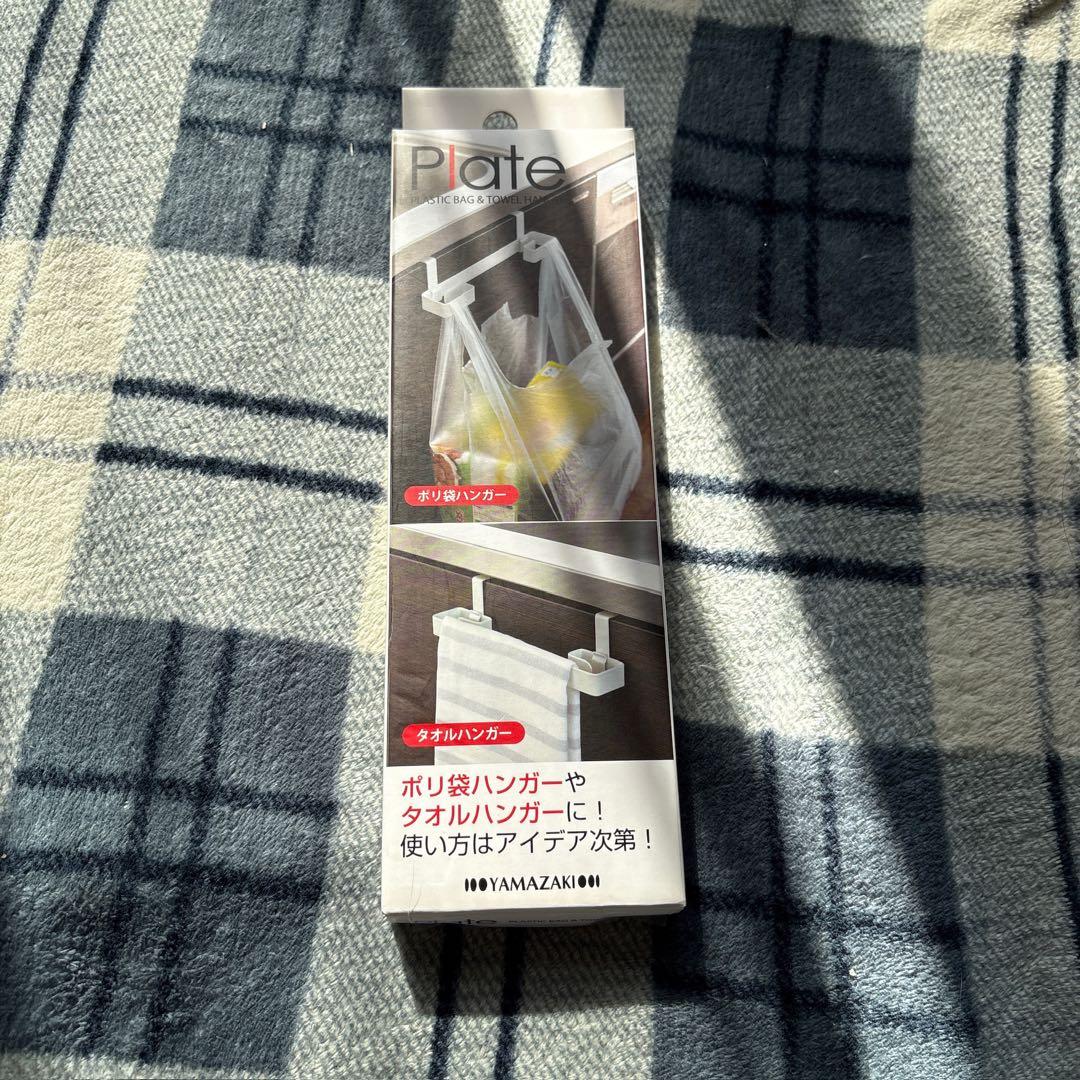 Plate
PLASTIC BAG & TOWEL
ポリ袋ハンガー
タオルハンガー
ポリ袋ハンガーや
タオルハンガーに！
使い方はアイデア次第！
YAMAZAKI